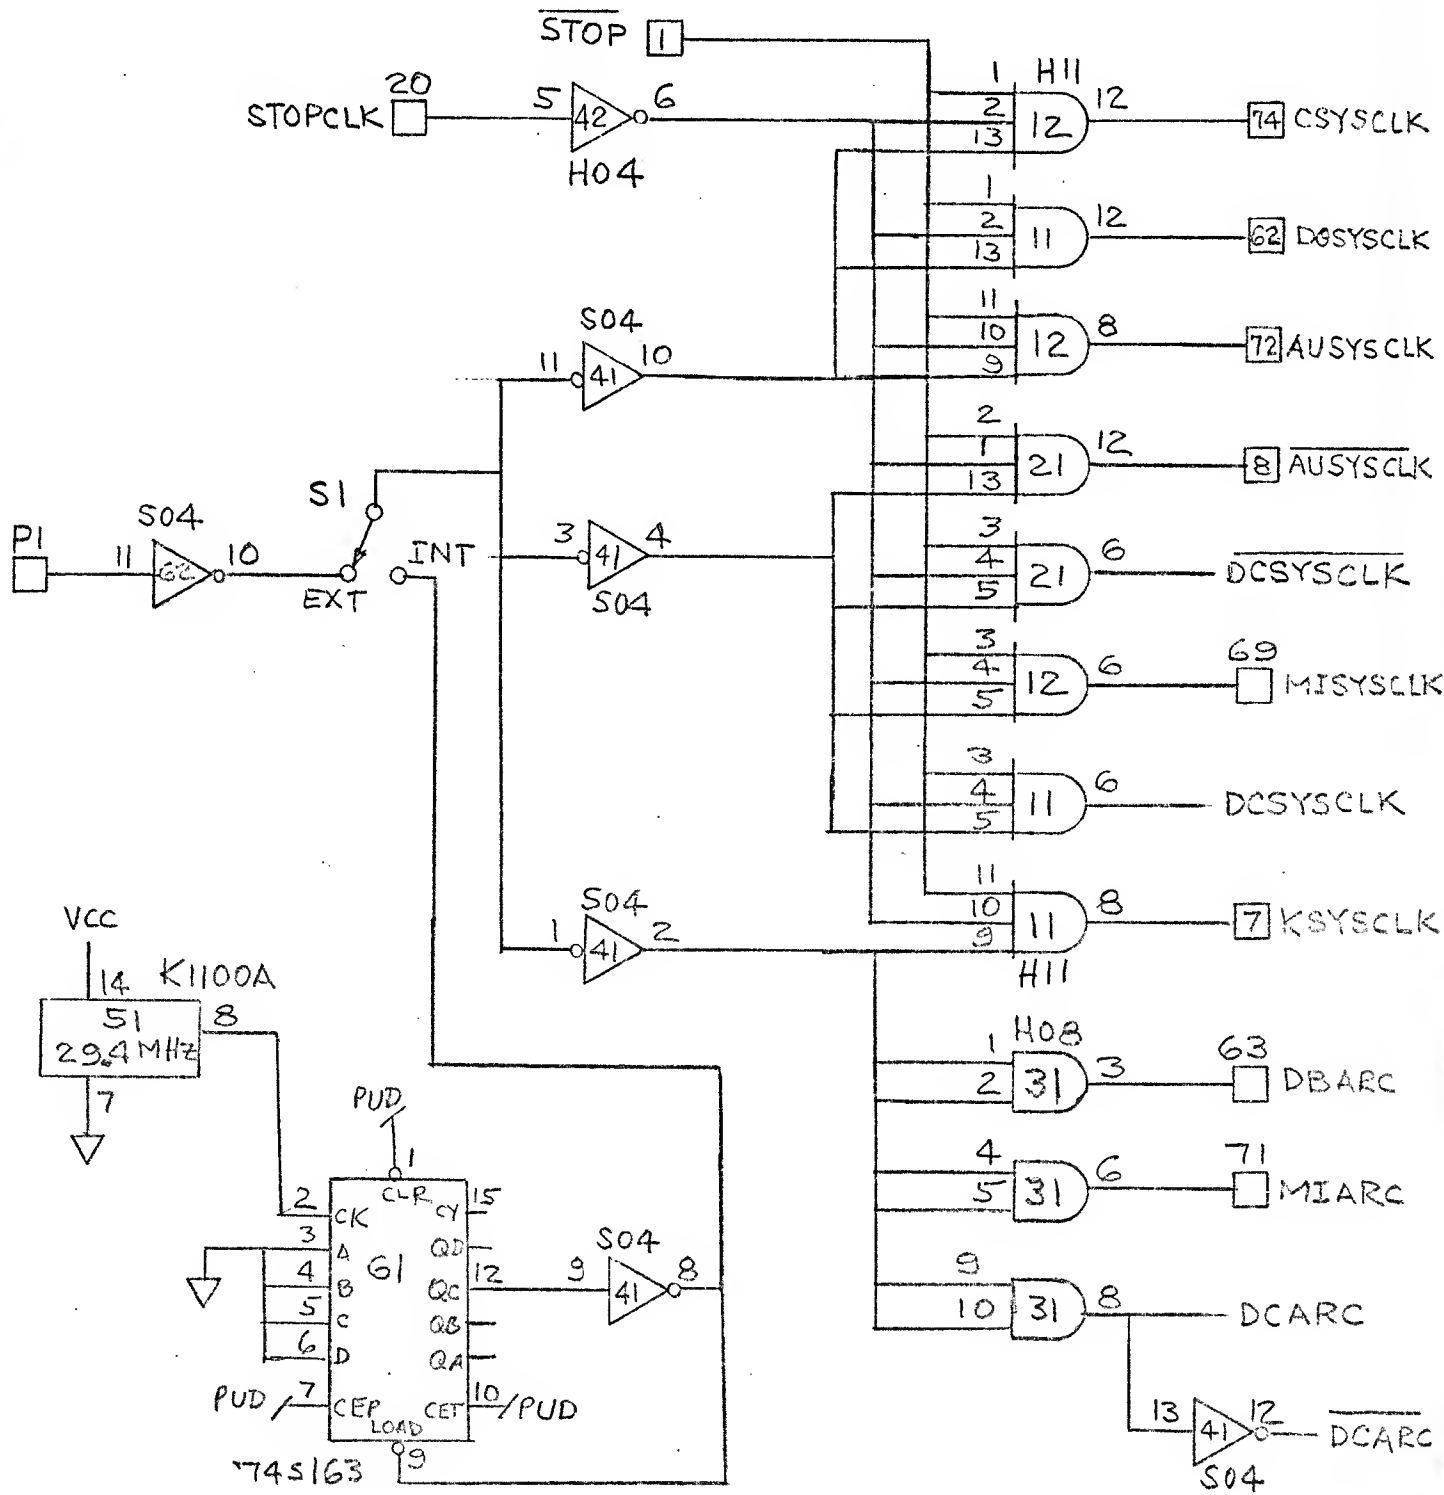 STOP 1
20
STOPCLK 5 42 6
H04
1 H11
2 12 12 74 CSYSCLK
13
1
2 11 12 62 DOSYSCLK
13
11
10 12 8 72 AUSYSCLK
9
S04
11 41 10
2
1 21 12 8 AUSYSCLK
13
S1
S04
P1 11 62 10
EXT INT
3 41 4
S04
3
4 21 6 DCSYSCLK
5
3 69
4 12 6 MISYSCLK
5
3
4 11 6 DCSYSCLK
5
S04
1 41 2
11
10 11 8 7 KSYSCLK
9
H11
VCC
14 K1100A
51 8
29.4MHZ
7
H08
1 63
2 31 3 DBARC
4 71
5 31 6 MIARC
9
10 31 8 DCARC
13 41 12 DCARC
S04
PUD
1
CLR
2 CK CY 15
3 A QD
61
4 B QC 12
5 C QB
6 D QA
PUD 7 CEP CET 10 PUD
LOAD
9
74S163
S04
9 41 8